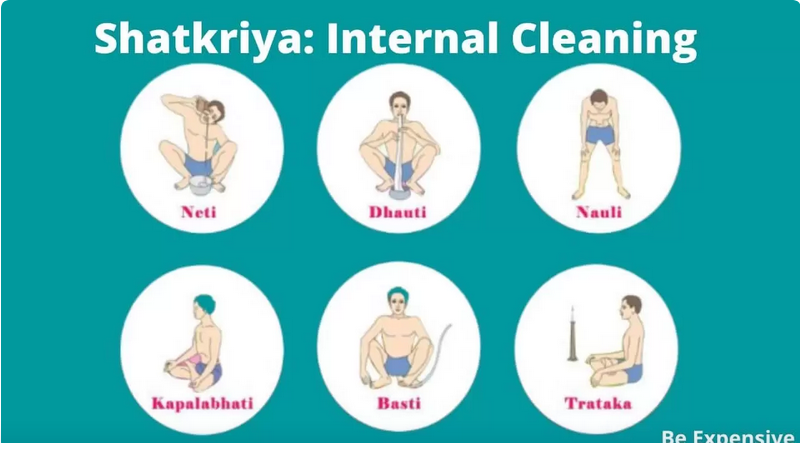 Shatkriya: Internal Cleaning
Neti
Dhauti
Nauli
Kapalabhati
Basti
Trataka
Be Expensive